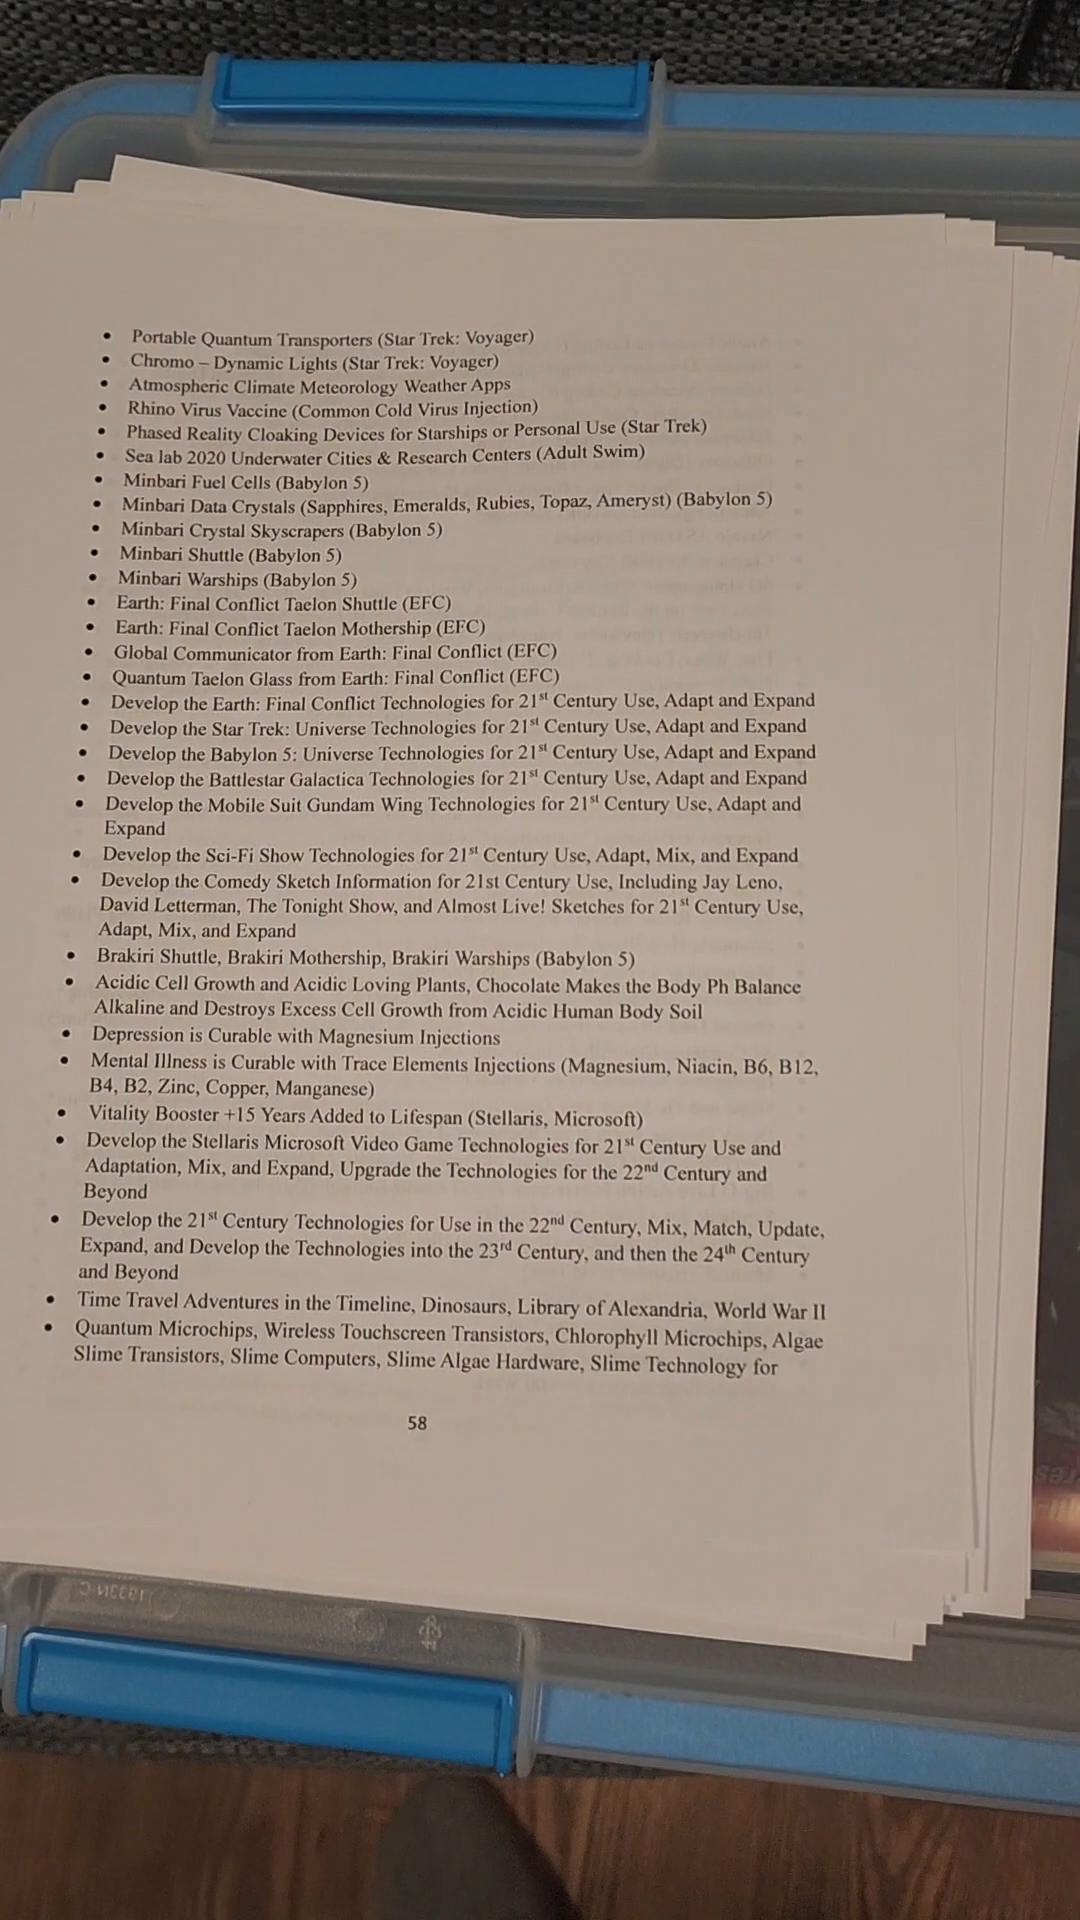 • Portable Quantum Transporters (Star Trek: Voyager)
• Chromo – Dynamic Lights (Star Trek: Voyager)
• Atmospheric Climate Meteorology Weather Apps
• Rhino Virus Vaccine (Common Cold Virus Injection)
• Phased Reality Cloaking Devices for Starships or Personal Use (Star Trek)
• Sea lab 2020 Underwater Cities & Research Centers (Adult Swim)
• Minbari Fuel Cells (Babylon 5)
• Minbari Data Crystals (Sapphires, Emeralds, Rubies, Topaz, Ameryst) (Babylon 5)
• Minbari Crystal Skyscrapers (Babylon 5)
• Minbari Shuttle (Babylon 5)
• Minbari Warships (Babylon 5)
• Earth: Final Conflict Taelon Shuttle (EFC)
• Earth: Final Conflict Taelon Mothership (EFC)
• Global Communicator from Earth: Final Conflict (EFC)
• Quantum Taelon Glass from Earth: Final Conflict (EFC)
• Develop the Earth: Final Conflict Technologies for 21st Century Use, Adapt and Expand
• Develop the Star Trek: Universe Technologies for 21st Century Use, Adapt and Expand
• Develop the Babylon 5: Universe Technologies for 21st Century Use, Adapt and Expand
• Develop the Battlestar Galactica Technologies for 21st Century Use, Adapt and Expand
• Develop the Mobile Suit Gundam Wing Technologies for 21st Century Use, Adapt and
Expand
• Develop the Sci-Fi Show Technologies for 21st Century Use, Adapt, Mix, and Expand
• Develop the Comedy Sketch Information for 21st Century Use, Including Jay Leno,
David Letterman, The Tonight Show, and Almost Live! Sketches for 21st Century Use,
Adapt, Mix, and Expand
• Brakiri Shuttle, Brakiri Mothership, Brakiri Warships (Babylon 5)
• Acidic Cell Growth and Acidic Loving Plants, Chocolate Makes the Body Ph Balance
Alkaline and Destroys Excess Cell Growth from Acidic Human Body Soil
• Depression is Curable with Magnesium Injections
• Mental Illness is Curable with Trace Elements Injections (Magnesium, Niacin, B6, B12,
B4, B2, Zinc, Copper, Manganese)
• Vitality Booster +15 Years Added to Lifespan (Stellaris, Microsoft)
• Develop the Stellaris Microsoft Video Game Technologies for 21st Century Use and
Adaptation, Mix, and Expand, Upgrade the Technologies for the 22nd Century and
Beyond
• Develop the 21st Century Technologies for Use in the 22nd Century, Mix, Match, Update,
Expand, and Develop the Technologies into the 23rd Century, and then the 24th Century
and Beyond
• Time Travel Adventures in the Timeline, Dinosaurs, Library of Alexandria, World War II
• Quantum Microchips, Wireless Touchscreen Transistors, Chlorophyll Microchips, Algae
Slime Transistors, Slime Computers, Slime Algae Hardware, Slime Technology for
58